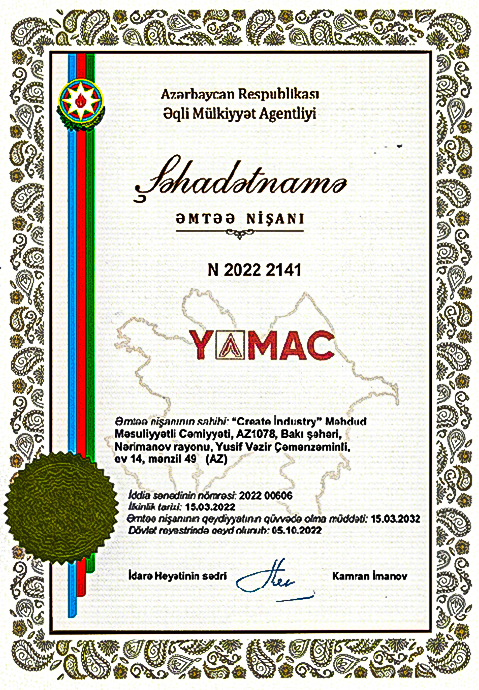 Azərbaycan Respublikası
Əqli Mülkiyyət Agentliyi
Şəhadətnamə
ƏMTƏƏ NİŞANI
N 2022 2141
YAMAC
Əmtəə nişanının sahibi: “Create İndustry” Məhdud
Məsuliyyətli Cəmiyyəti, AZ1078, Bakı şəhəri,
Nərimanov rayonu, Yusif Vəzir Çəmənzəminli,
ev 14, mənzil 49 (AZ)
İddia sənədinin nömrəsi: 2022 00606
İlkinlik tarixi: 15.03.2022
Əmtəə nişanının qeydiyyatının qüvvədə olma müddəti: 15.03.2032
Dövlət reyestrində qeyd olunub: 05.10.2022
İdarə Heyətinin sədri Kamran İmanov